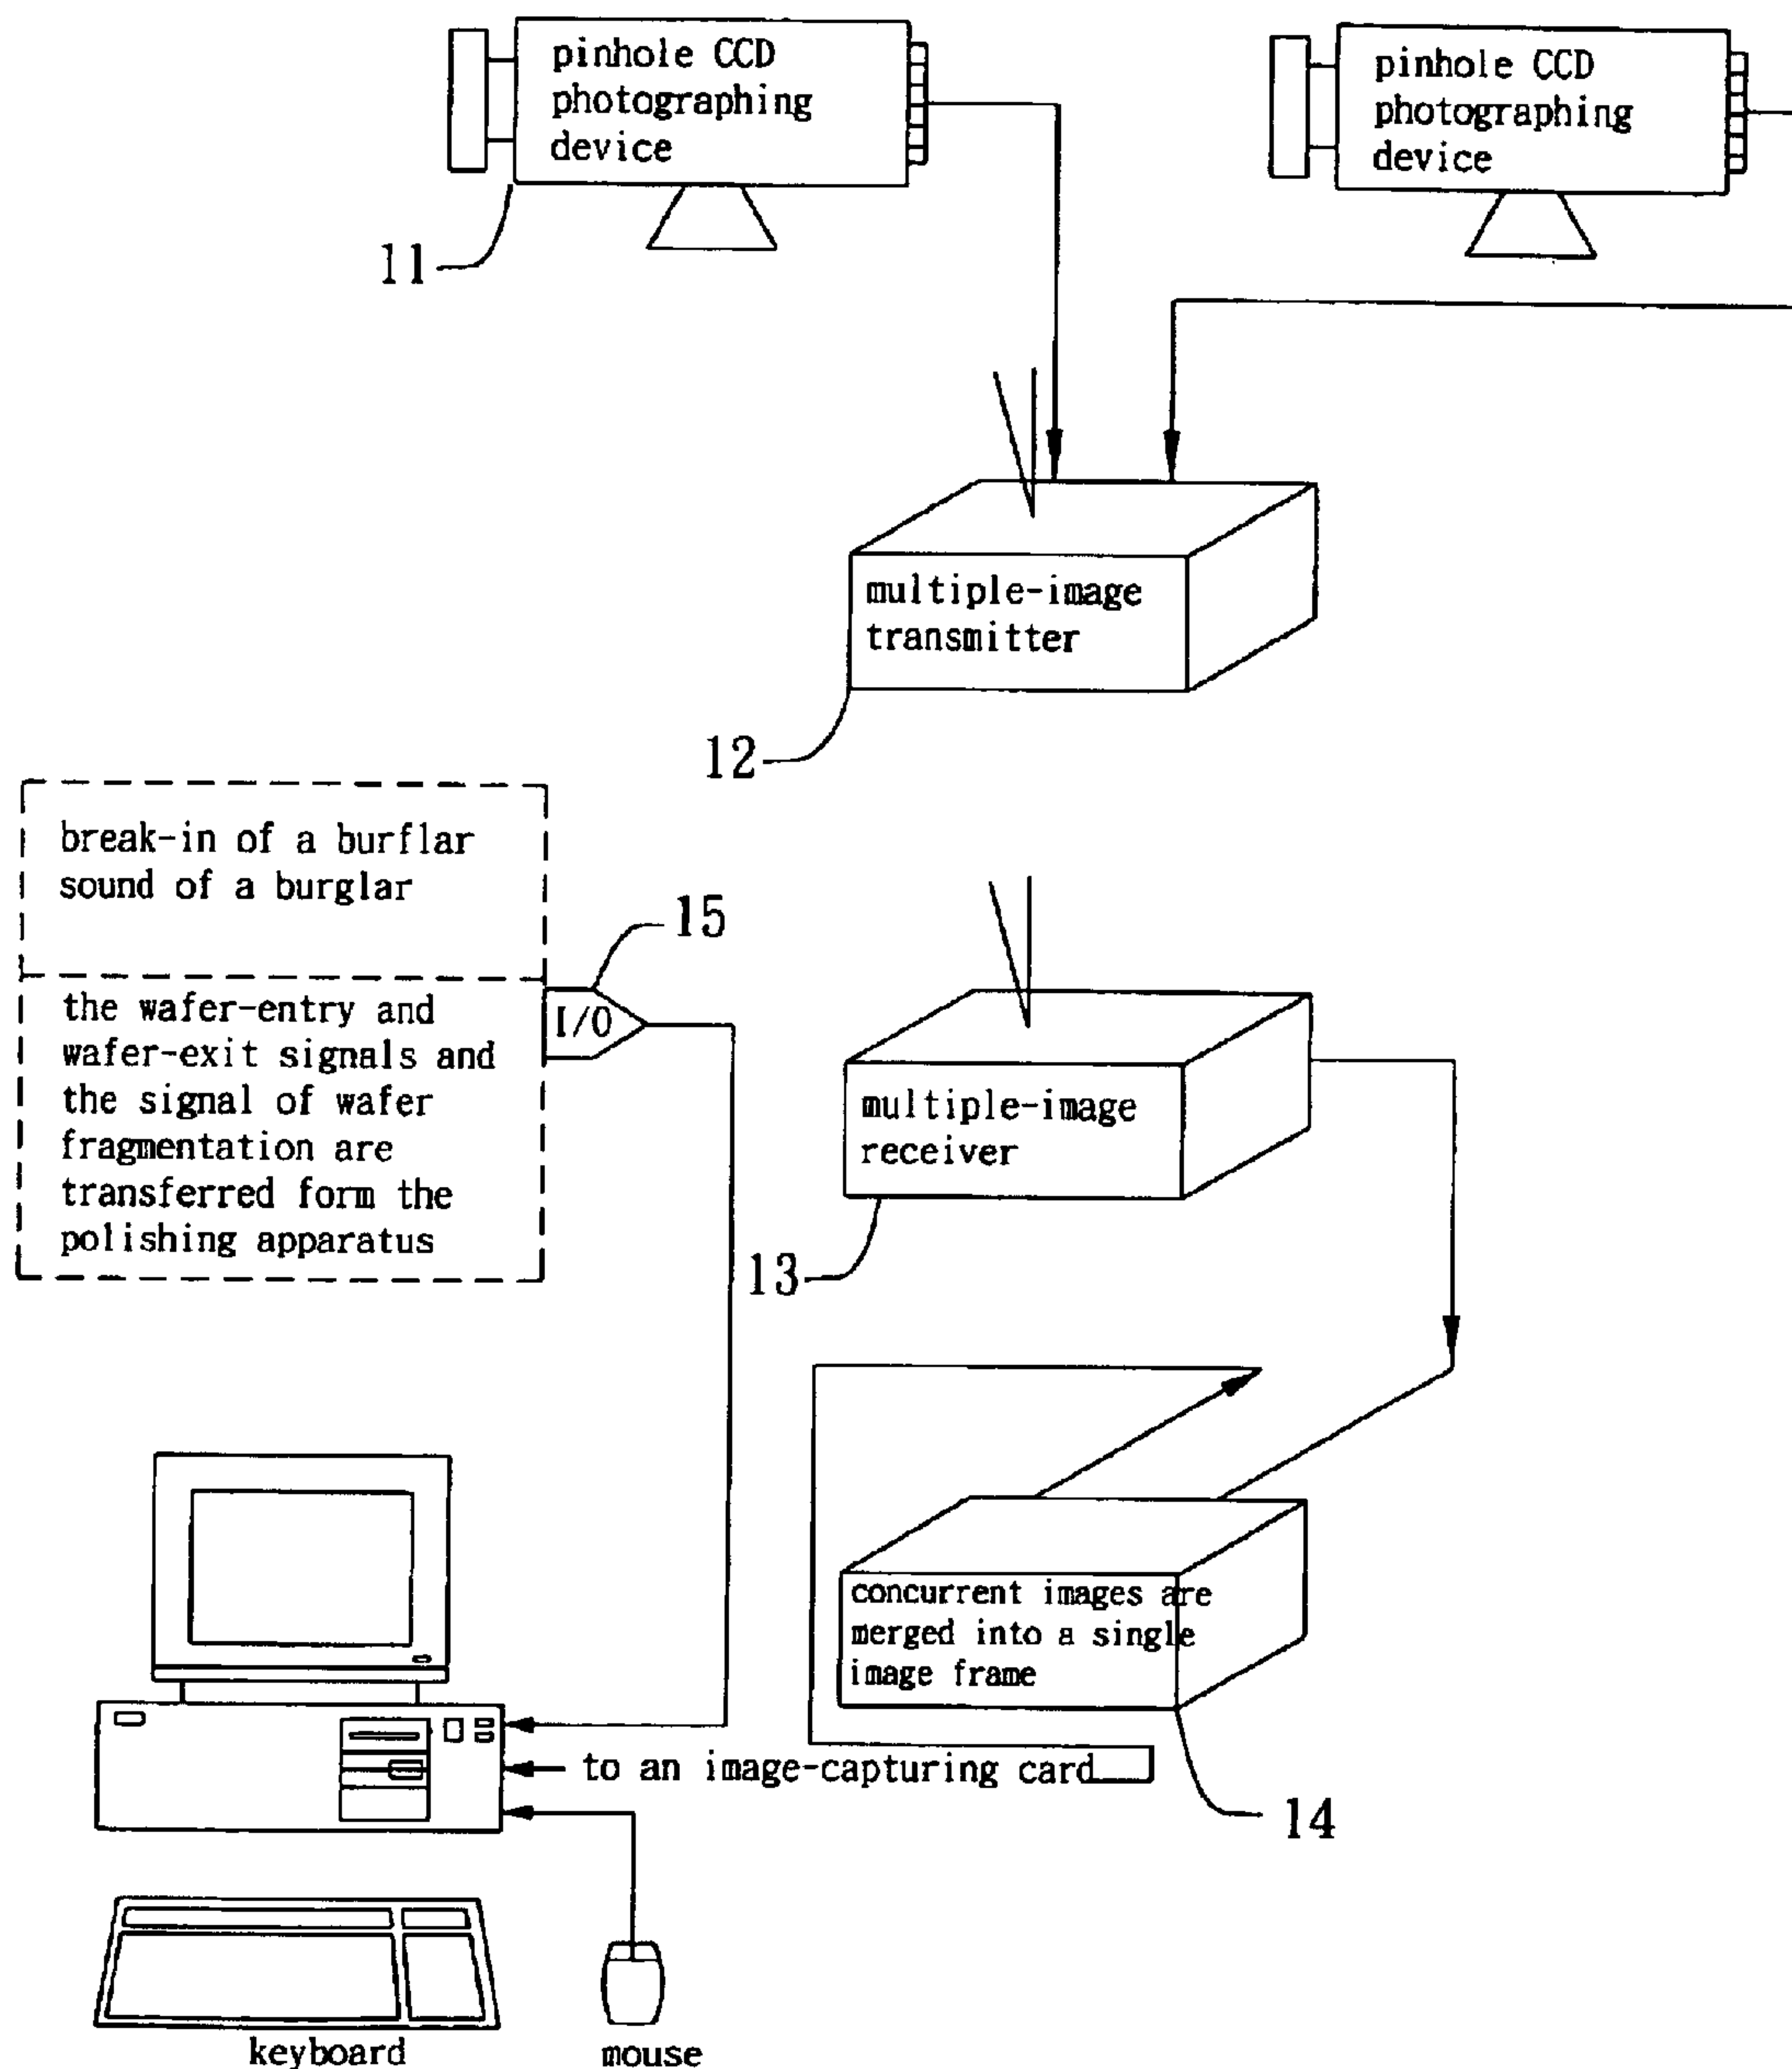 pinhole CCD
photographing
device
pinhole CCD
photographing
device
11
multiple-image
transmitter
12
break-in of a burflar
sound of a burglar
15
I/O
the wafer-entry and
wafer-exit signals and
the signal of wafer
fragmentation are
transferred form the
polishing apparatus
multiple-image
receiver
13
concurrent images are
merged into a single
image frame
to an image-capturing card
14
keyboard
mouse